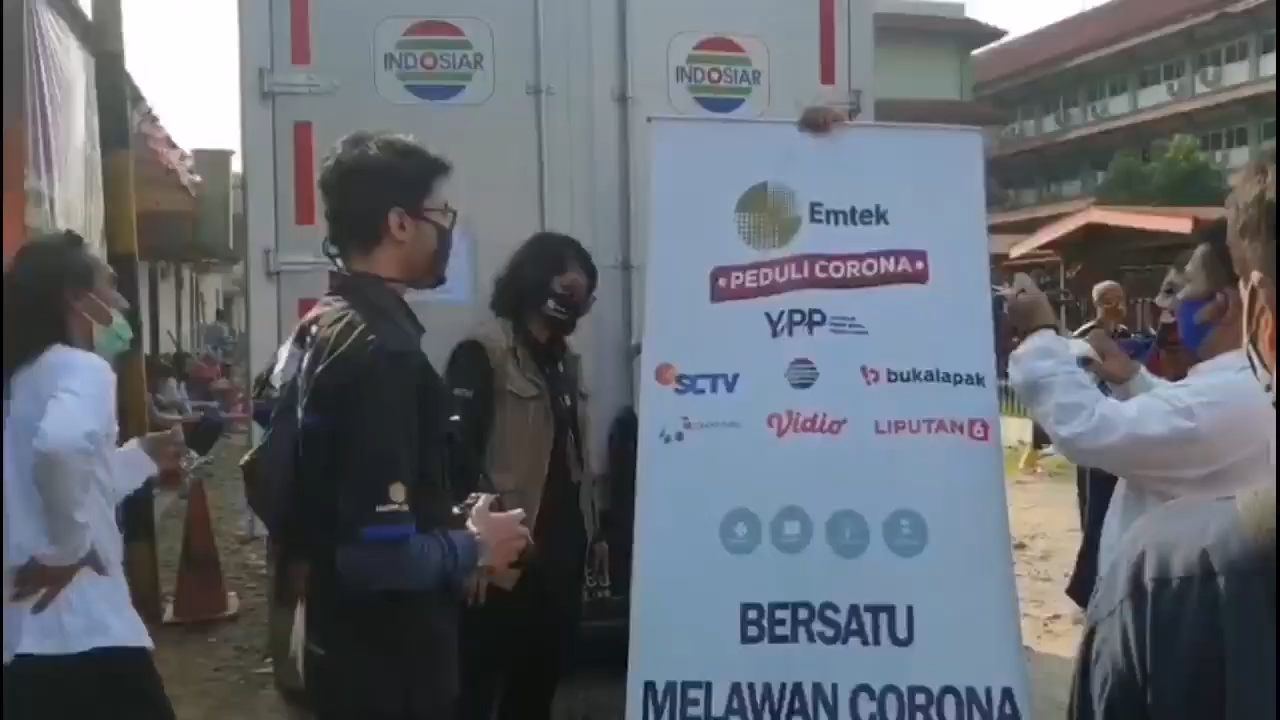 INDOSIAR
INDOSIAR
Emtek
PEDULI CORONA
YPP
SCTV
bukalapak
Vidio
LIPUTAN 6
BERSATU
MELAWAN CORONA